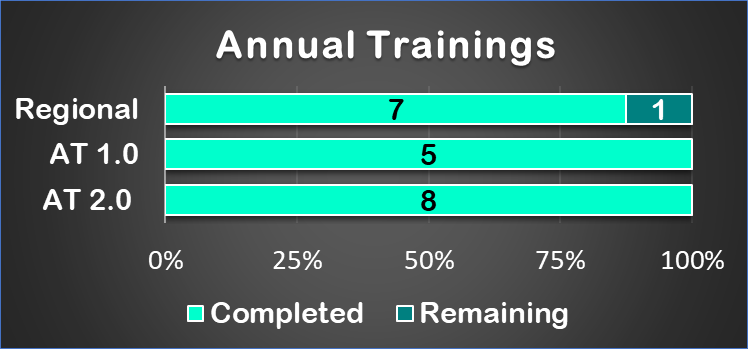 Annual Trainings
Regional 7 1
AT 1.0 5
AT 2.0 8
0% 25% 50% 75% 100%
Completed Remaining